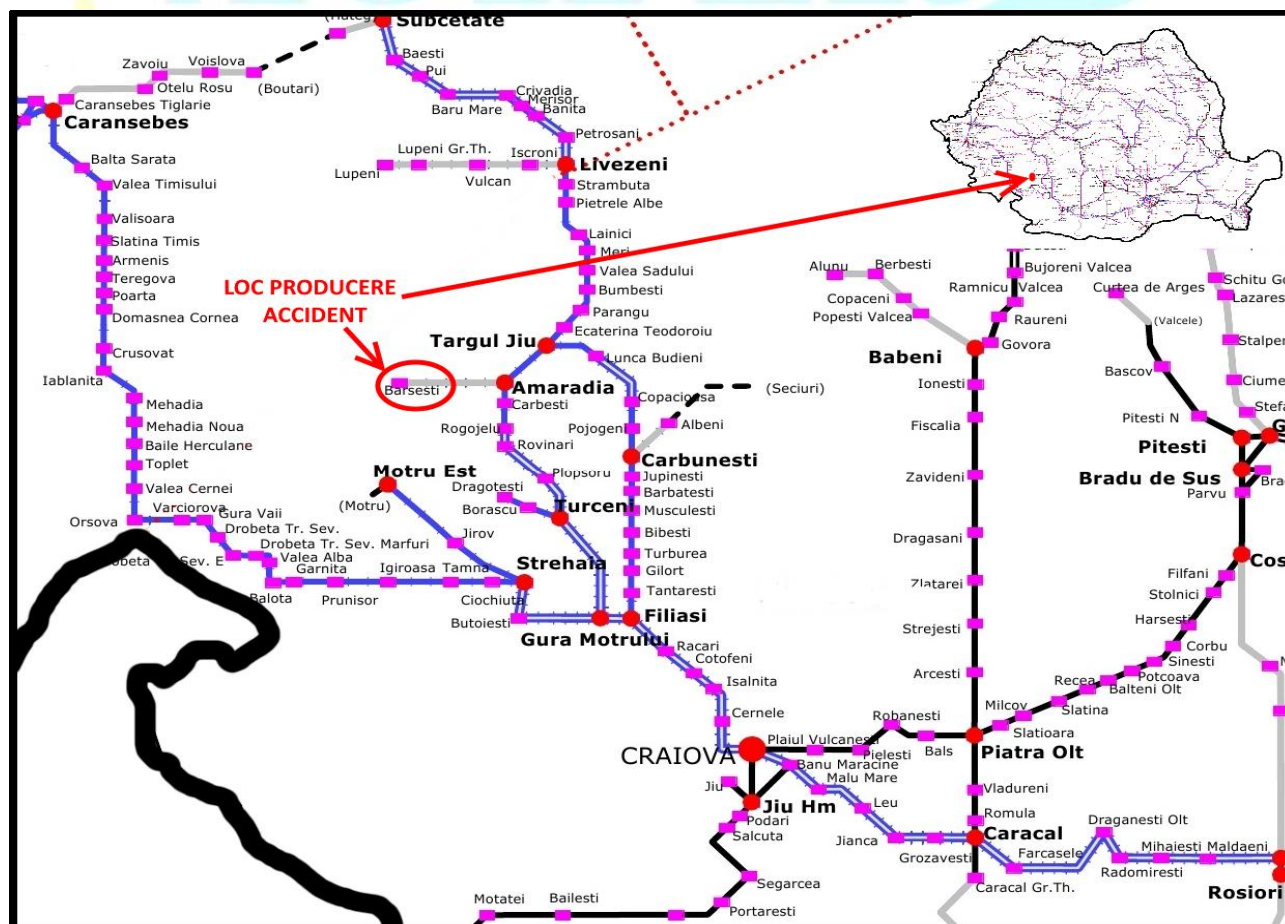 (Hateg)
Subcetate
Zavoiu
Voislova
Otelu Rosu
(Boutari)
Caransebes Tiglarie
Caransebes
Balta Sarata
Valea Timisului
Valisoara
Slatina Timis
Armenis
Teregova
Poarta
Domasnea Cornea
Crusovat
Iablanita
Mehadia
Mehadia Noua
Baile Herculane
Toplet
Valea Cernei
Orsova
Varciorova
Gura Vaii
Drobeta Tr. Sev.
Drobeta Tr. Sev. Marfuri
Sev. E
Valea Alba
Balota
Garnita
Prunisor
Igiroasa
Tamna
Ciochiuta
Strehaia
Butoiesti
Gura Motrului
Filiasi
Baesti
Pui
Baru Mare
Crivadia
Merisor
Banita
Petrosani
Livezeni
Iscroni
Vulcan
Lupeni Gr.Th.
Lupeni
Strambuta
Pietrele Albe
Lainici
Meri
Valea Sadului
Bumbesti
Parangu
Ecaterina Teodoroiu
LOC PRODUCERE
ACCIDENT
Targul Jiu
Barsesti
Amaradia
Carbesti
Rogojelu
Rovinari
Plopsoru
Turceni
Dragotesti
Borascu
Motru Est
(Motru)
Jirov
Lunca Budieni
Copacioasa
Pojogeni
Carbunesti
Albeni
(Seciuri)
Jupinesti
Barbatesti
Musculesti
Bibesti
Turburea
Gilort
Tantaresti
Racari
Cotofeni
Isalnita
Cernele
CRAIOVA
Plaiul Vulcanesti
Pielesti
Robanesti
Bals
Piatra Olt
Banu Maracine
Malu Mare
Leu
Jianca
Grozavesti
Caracal
Jiu
Jiu Hm
Podari
Salcuta
Segarcea
Portaresti
Bailesti
Motatei
Alunu
Berbesti
Copaceni
Popesti Valcea
Babeni
Govora
Raureni
Ramnicu Valcea
Bujoreni Valcea
Ionesti
Fiscalia
Zavideni
Dragasani
Zlatarei
Strejesti
Arcesti
Vladureni
Romula
Caracal Gr.Th.
Farcasele
Draganesti Olt
Radomiresti
Mihaiesti
Maldaeni
Rosiori
Milcov
Slatioara
Slatina
Recea
Balteni Olt
Potcoava
Sinesti
Corbu
Harsesti
Stolnici
Filfani
Cos
Parvu
Bradu de Sus
Brad
Pitesti
Pitesti N
Bascov
(Valcele)
Curtea de Arges
Schitu Go
Lazares
Stalpen
Ciume
Stefa
G